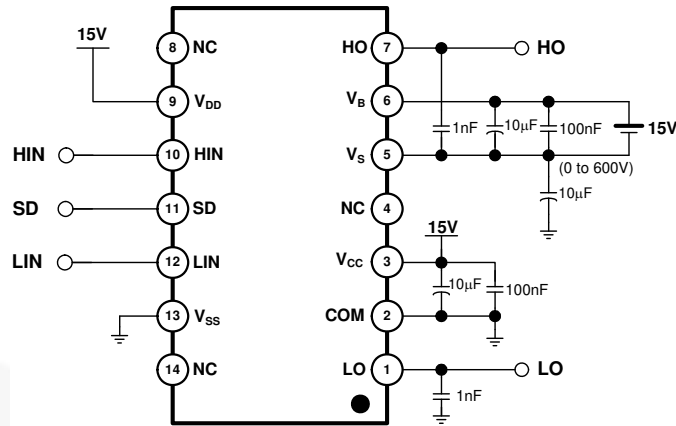 15V
8 NC
HO 7
HO
9 VDD
VB 6
1nF
10µF
100nF
15V
HIN
10 HIN
VS 5
(0 to 600V)
10µF
SD
11 SD
NC 4
15V
LIN
12 LIN
VCC 3
10µF
100nF
13 VSS
COM 2
14 NC
LO 1
LO
1nF